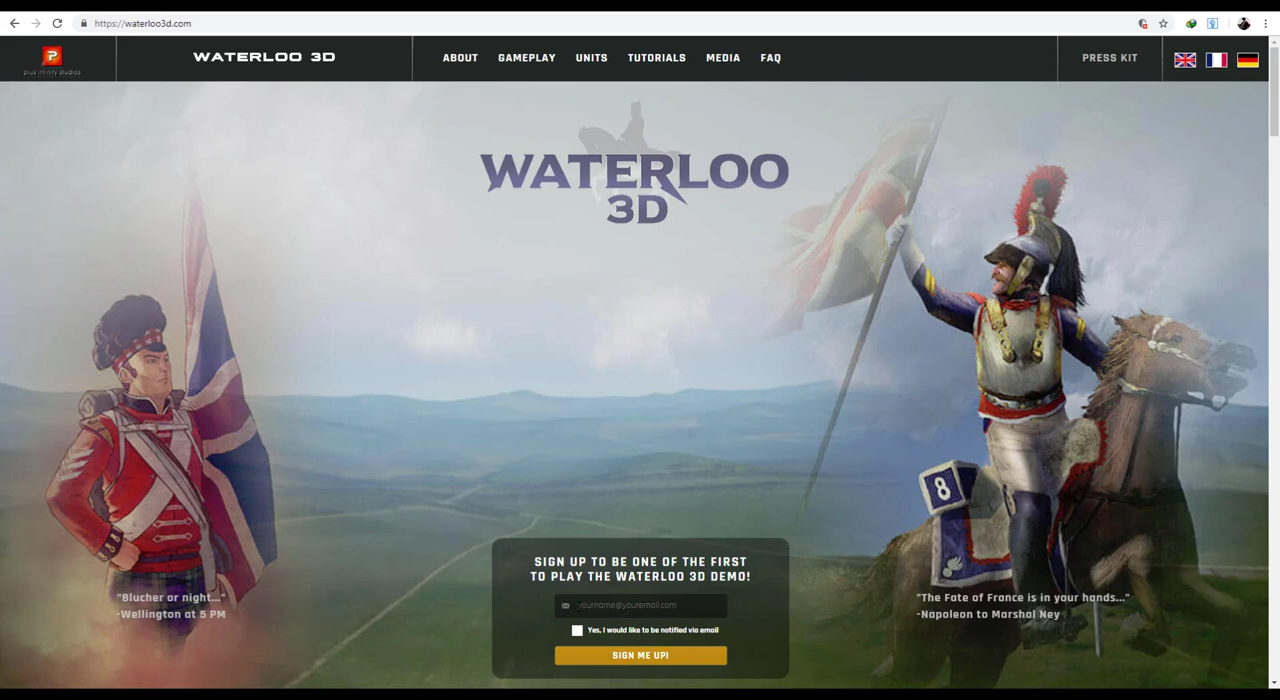 https://waterloo3d.com
P
plus infinity studios
WATERLOO 3D
ABOUT GAMEPLAY UNITS TUTORIALS MEDIA FAQ
PRESS KIT
WATERLOO
3D
8
SIGN UP TO BE ONE OF THE FIRST
TO PLAY THE WATERLOO 3D DEMO!
yourname@youremail.com
Yes, I would like to be notified via email
SIGN ME UP!
"Blucher or night..."
-Wellington at 5 PM
"The Fate of France is in your hands..."
-Napoleon to Marshal Ney